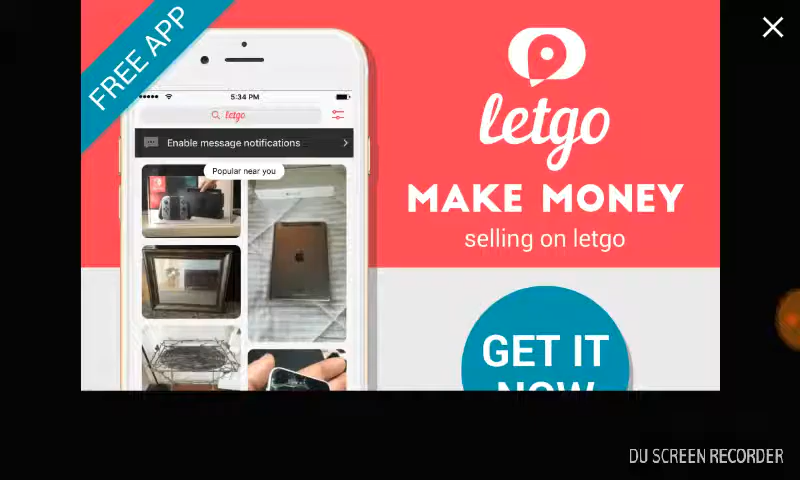 FREE APP
5:34 PM
letgo
Enable message notifications
Popular near you
letgo
MAKE MONEY
selling on letgo
GET IT
NOW
DU SCREEN RECORDER